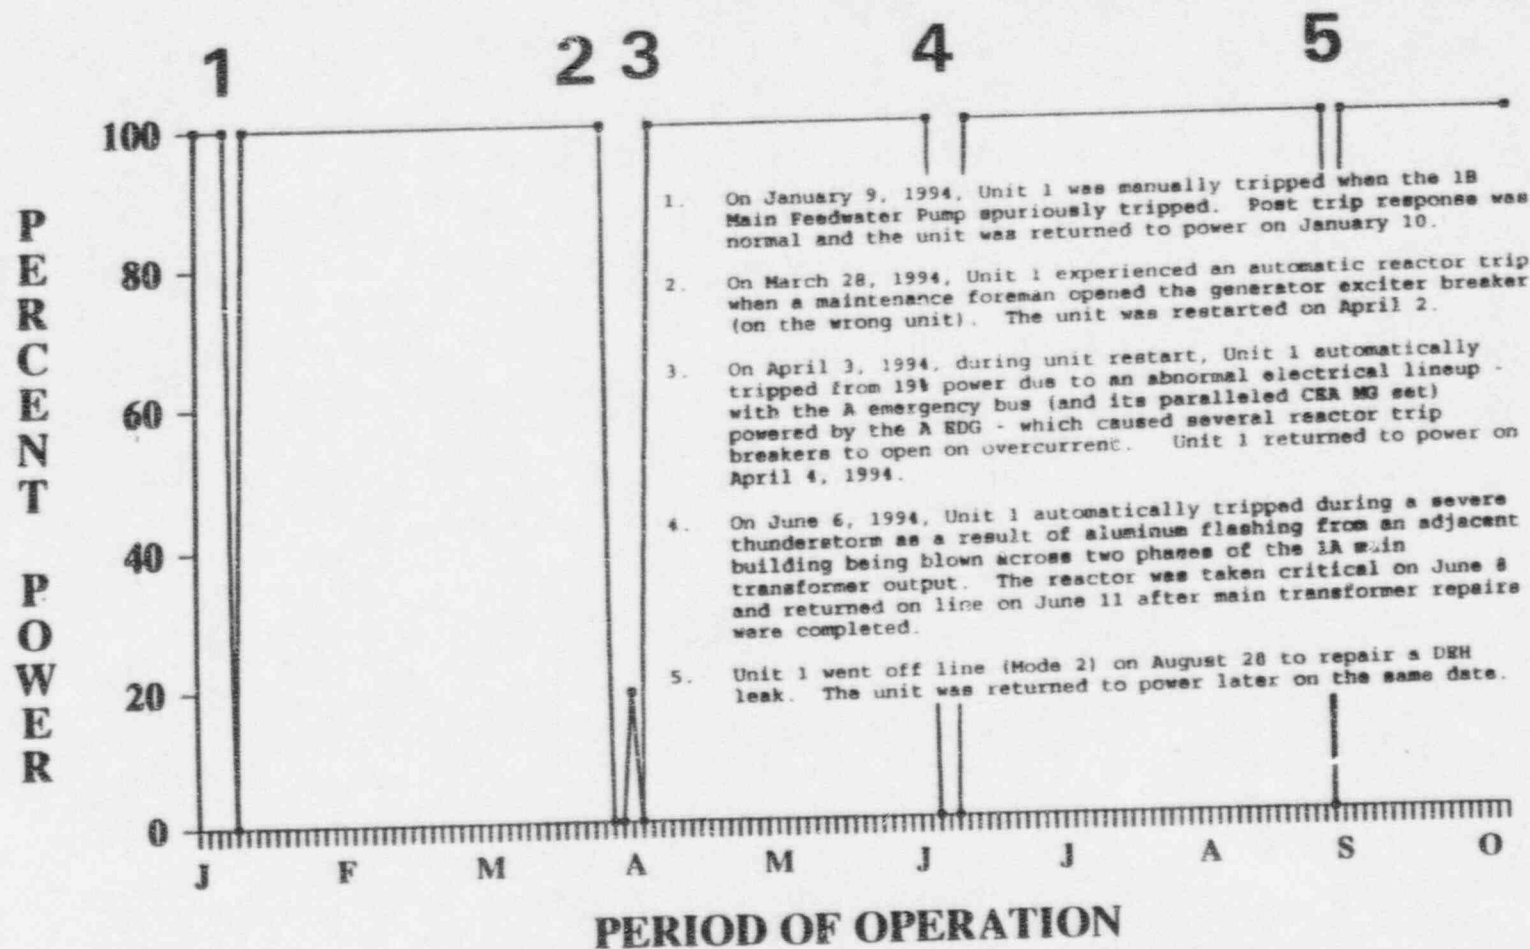 1 2 3 4 5
100
80
60
40
20
0
PERCENT POWER
1. On January 9, 1994, Unit 1 was manually tripped when the 1B
Main Feedwater Pump spuriously tripped. Post trip response was
normal and the unit was returned to power on January 10.
2. On March 28, 1994, Unit 1 experienced an automatic reactor trip
when a maintenance foreman opened the generator exciter breaker
(on the wrong unit). The unit was restarted on April 2.
3. On April 3, 1994, during unit restart, Unit 1 automatically
tripped from 19% power due to an abnormal electrical lineup -
with the A emergency bus (and its paralleled CEA MG set)
powered by the A EDG - which caused several reactor trip
breakers to open on overcurrent. Unit 1 returned to power on
April 4, 1994.
4. On June 6, 1994, Unit 1 automatically tripped during a severe
thunderstorm as a result of aluminum flashing from an adjacent
building being blown across two phases of the 1A main
transformer output. The reactor was taken critical on June 8
and returned on line on June 11 after main transformer repairs
were completed.
5. Unit 1 went off line (Mode 2) on August 28 to repair a DEH
leak. The unit was returned to power later on the same date.
J F M A M J J A S O
PERIOD OF OPERATION